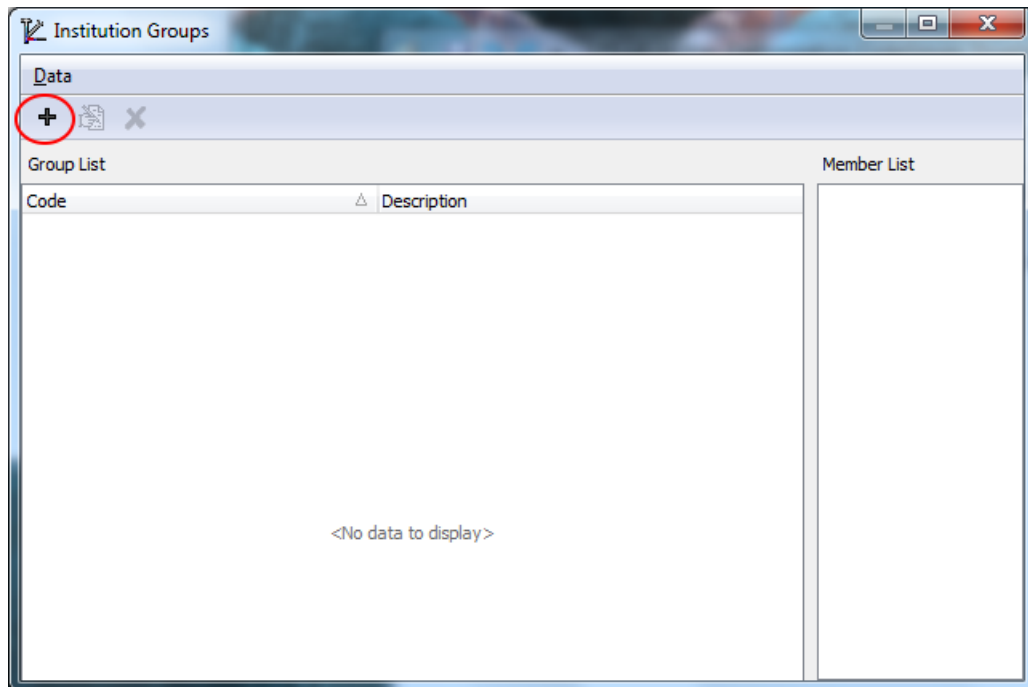 Institution Groups
Data
Group List
Member List
Code
Description
<No data to display>